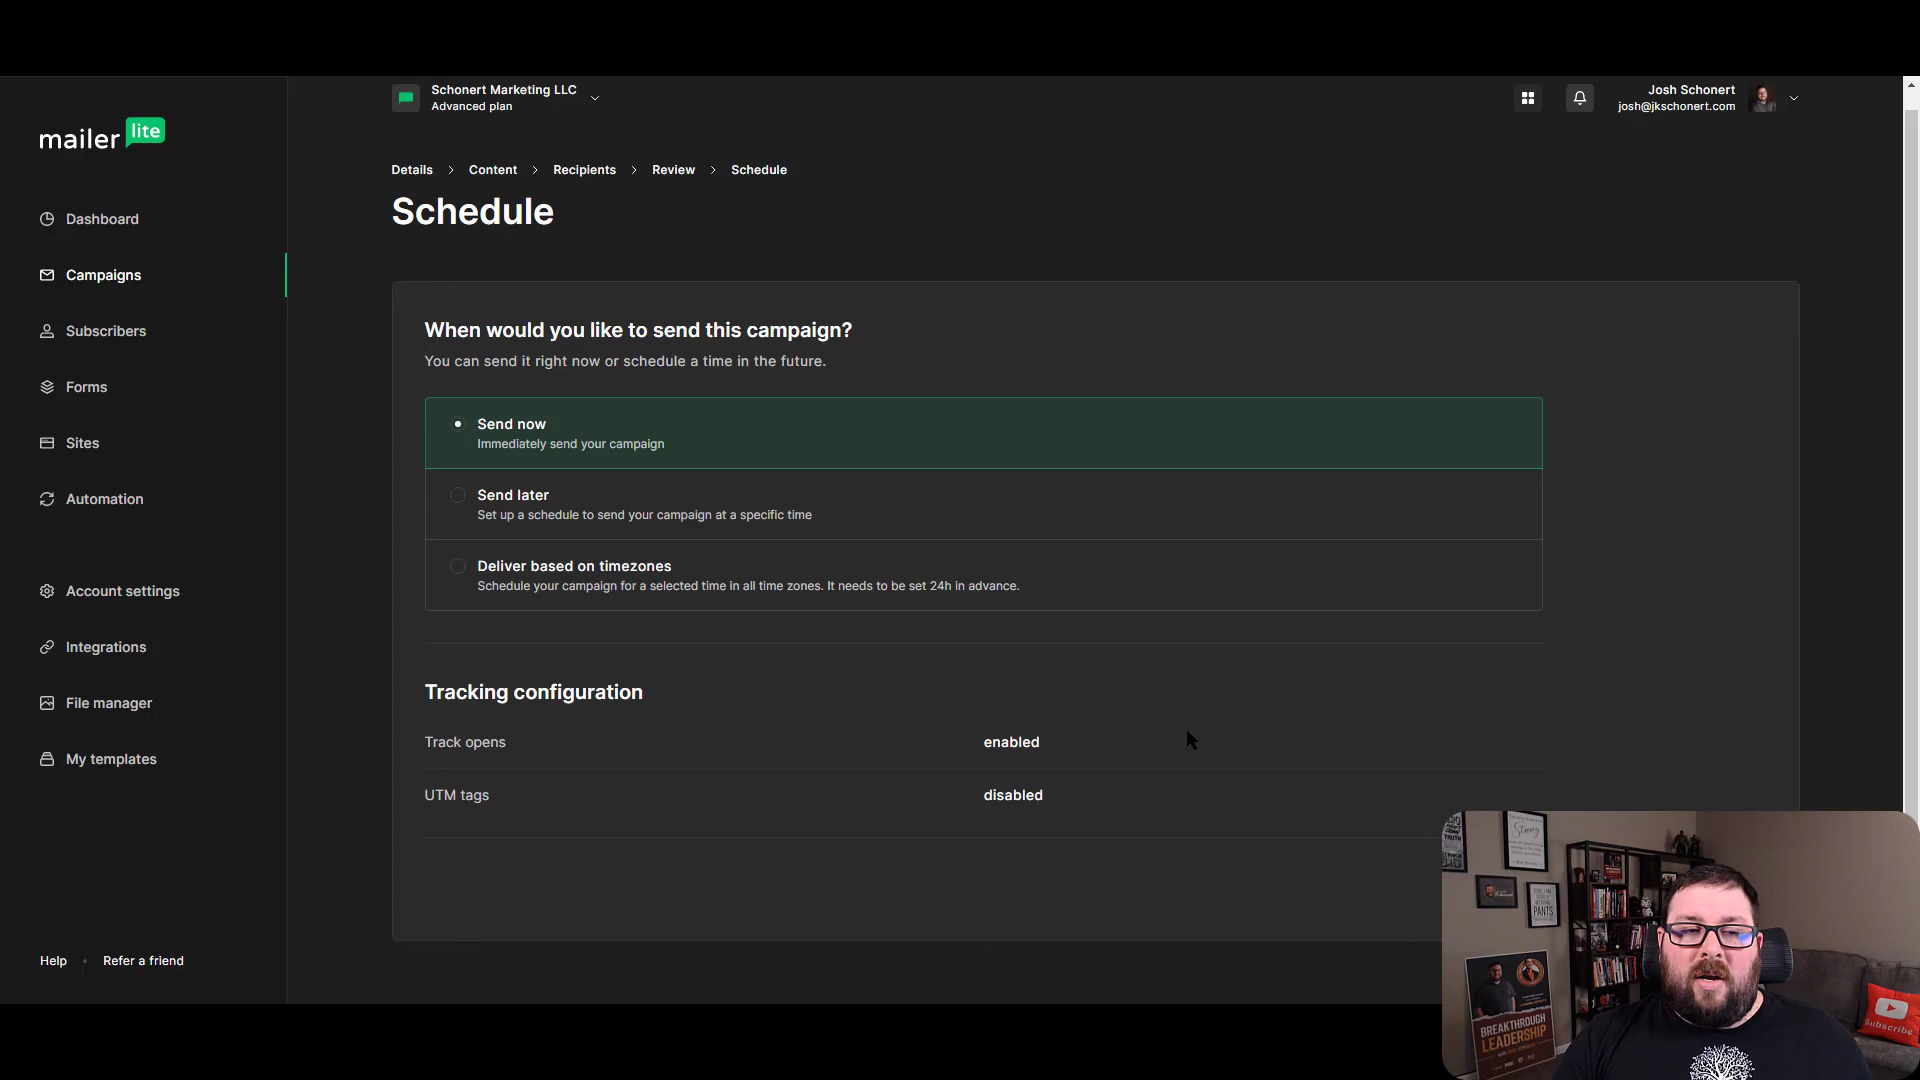 Schonert Marketing LLC
Advanced plan
Josh Schonert
josh@jkschonert.com
mailer lite
Details > Content > Recipients > Review > Schedule
Schedule
Dashboard
Campaigns
Subscribers
Forms
Sites
Automation
Account settings
Integrations
File manager
My templates
Help • Refer a friend
When would you like to send this campaign?
You can send it right now or schedule a time in the future.
Send now
Immediately send your campaign
Send later
Set up a schedule to send your campaign at a specific time
Deliver based on timezones
Schedule your campaign for a selected time in all time zones. It needs to be set 24h in advance.
Tracking configuration
Track opens enabled
UTM tags disabled
TRUTH
Strong
PANTS
BREAKTHROUGH
LEADERSHIP
Subscribe